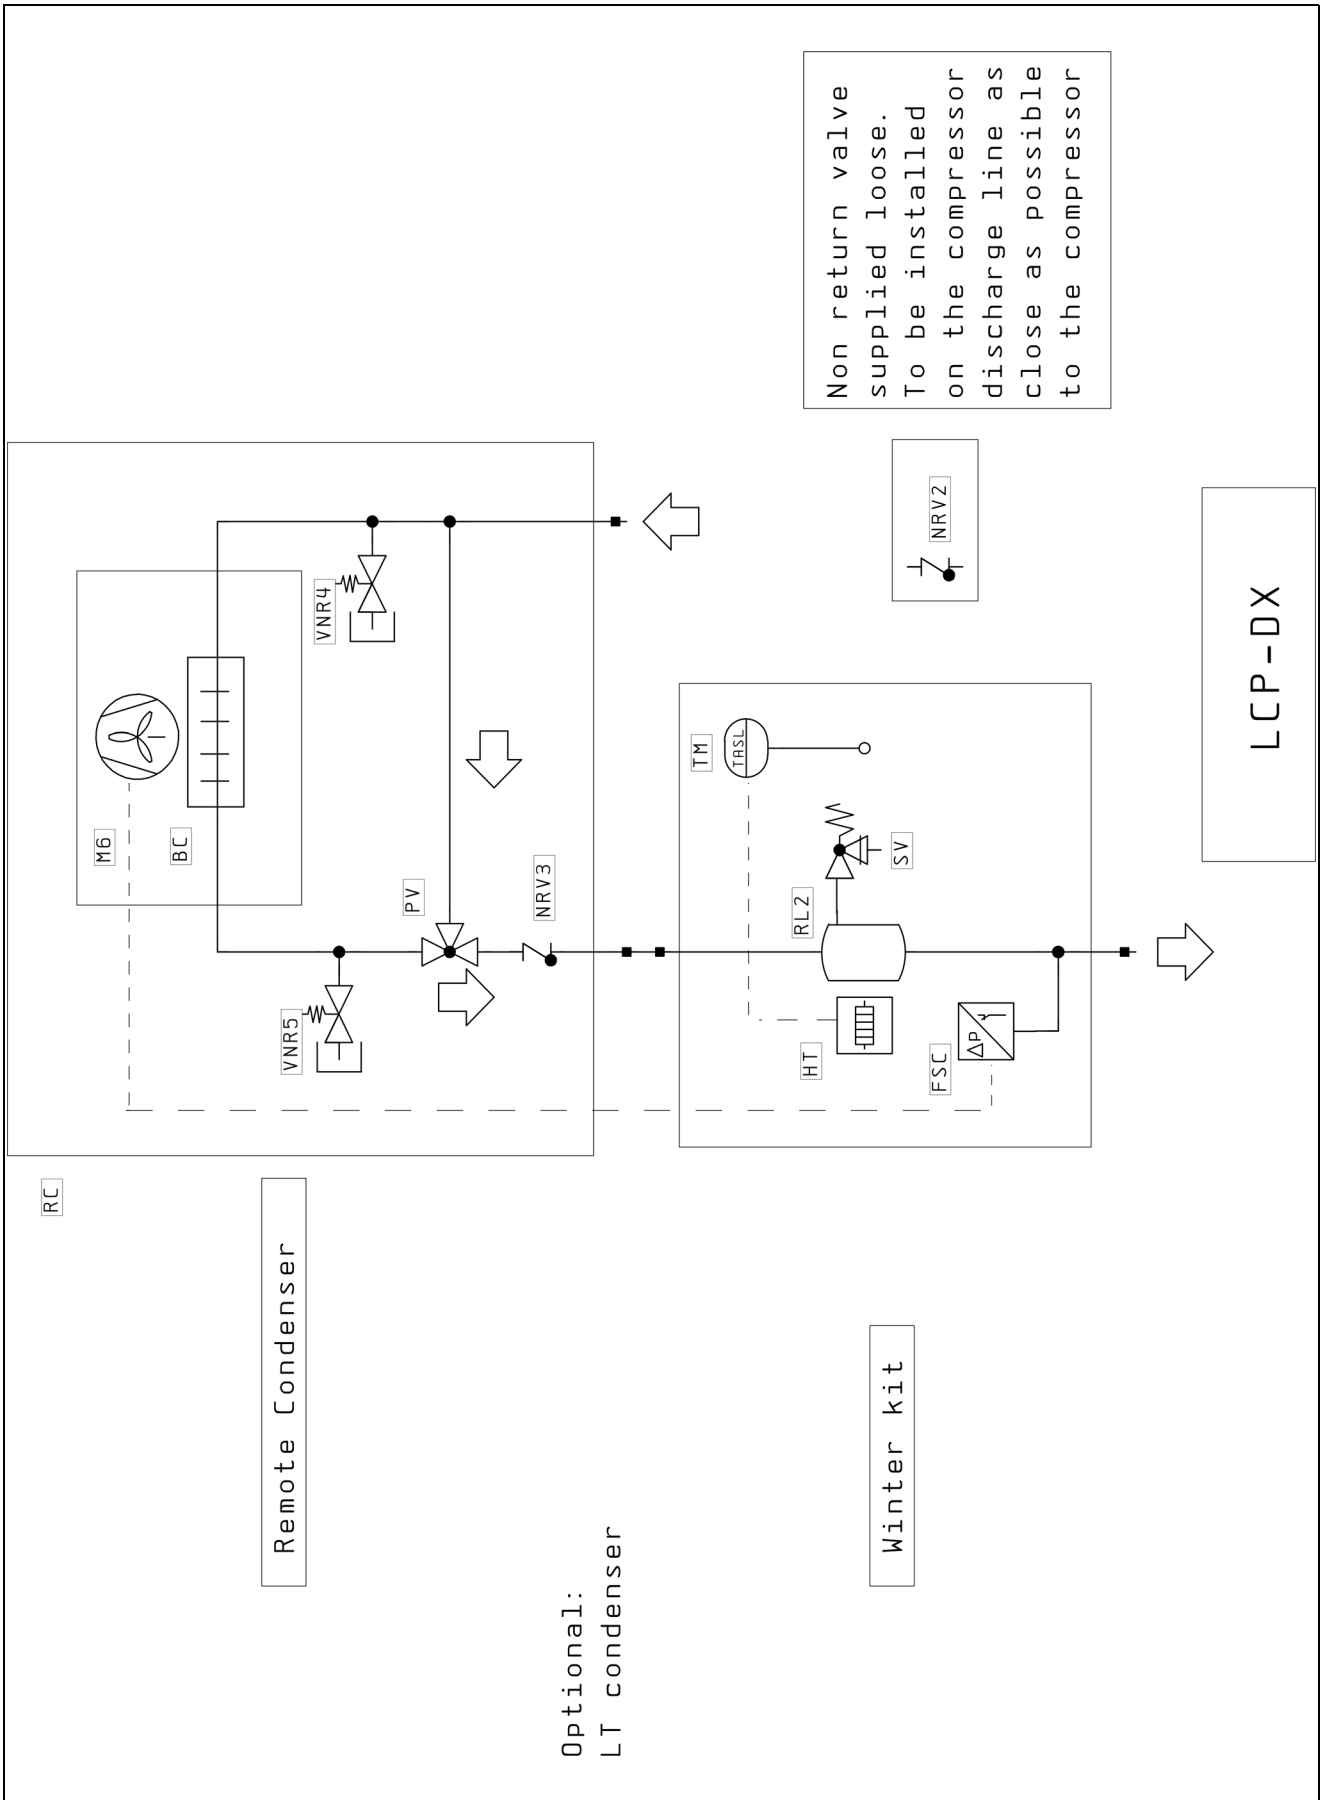 RC
Remote Condenser
M6
BC
VNR4
VNR5
PV
NRV3
Optional:
LT condenser
Winter kit
TM
TASL
RL2
SV
HT
FSC
ΔP
Non return valve
supplied loose.
To be installed
on the compressor
discharge line as
close as possible
to the compressor
NRV2
LCP-DX